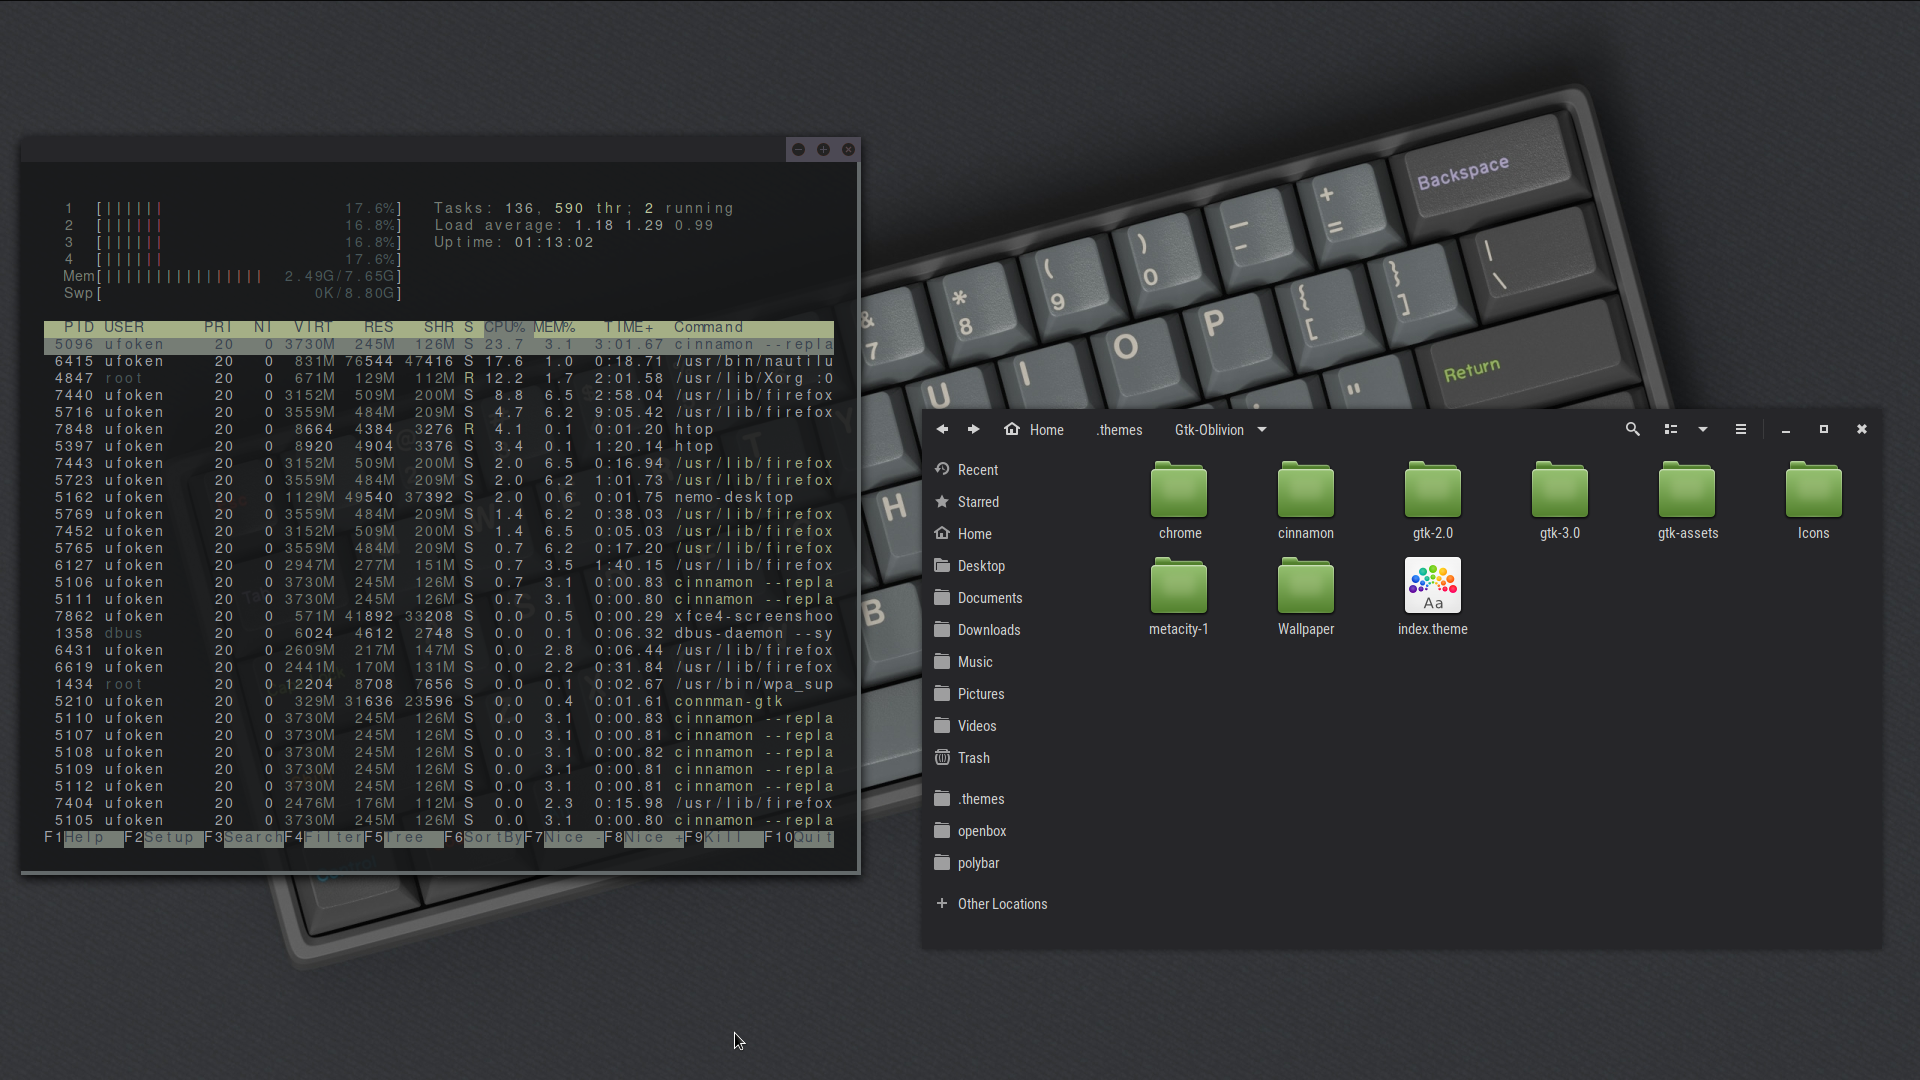 1 [|||||| 17.6%] Tasks: 136, 590 thr; 2 running
2 [|||||| 16.8%] Load average: 1.18 1.29 0.99
3 [|||||| 16.8%] Uptime: 01:13:02
4 [|||||| 17.6%]
Mem[|||||||||||||||| 2.49G/7.65G]
Swp[ 0K/8.80G]
PID USER PRI NI VIRT RES SHR S CPU% MEM% TIME+ Command
5096 ufoken 20 0 3730M 245M 126M S 23.7 3.1 3:01.67 cinnamon --repla
6415 ufoken 20 0 831M 76544 47416 S 17.6 1.0 0:18.71 /usr/bin/nautilu
4847 root 20 0 671M 129M 112M R 12.2 1.7 2:01.58 /usr/lib/Xorg :0
7440 ufoken 20 0 3152M 509M 200M S 8.8 6.5 2:58.04 /usr/lib/firefox
5716 ufoken 20 0 3559M 484M 209M S 4.7 6.2 9:05.42 /usr/lib/firefox
7848 ufoken 20 0 8664 4384 3276 R 4.1 0.1 0:01.20 htop
5397 ufoken 20 0 8920 4904 3376 S 3.4 0.1 1:20.14 htop
7443 ufoken 20 0 3152M 509M 200M S 2.0 6.5 0:16.94 /usr/lib/firefox
5723 ufoken 20 0 3559M 484M 209M S 2.0 6.2 1:01.73 /usr/lib/firefox
5162 ufoken 20 0 1129M 49540 37392 S 2.0 0.6 0:01.75 nemo-desktop
5769 ufoken 20 0 3559M 484M 209M S 1.4 6.2 0:38.03 /usr/lib/firefox
7452 ufoken 20 0 3152M 509M 200M S 1.4 6.5 0:05.03 /usr/lib/firefox
5765 ufoken 20 0 3559M 484M 209M S 0.7 6.2 0:17.20 /usr/lib/firefox
6127 ufoken 20 0 2947M 277M 151M S 0.7 3.5 1:40.15 /usr/lib/firefox
5106 ufoken 20 0 3730M 245M 126M S 0.7 3.1 0:00.83 cinnamon --repla
5111 ufoken 20 0 3730M 245M 126M S 0.7 3.1 0:00.80 cinnamon --repla
7862 ufoken 20 0 571M 41892 33208 S 0.0 0.5 0:00.29 xfce4-screenshoo
1358 dbus 20 0 6024 4612 2748 S 0.0 0.1 0:06.32 dbus-daemon --sy
6431 ufoken 20 0 2609M 217M 147M S 0.0 2.8 0:06.44 /usr/lib/firefox
6619 ufoken 20 0 2441M 170M 131M S 0.0 2.2 0:31.84 /usr/lib/firefox
1434 root 20 0 12204 8708 7656 S 0.0 0.1 0:02.67 /usr/bin/wpa_sup
5210 ufoken 20 0 329M 31636 23596 S 0.0 0.4 0:01.61 connman-gtk
5110 ufoken 20 0 3730M 245M 126M S 0.0 3.1 0:00.83 cinnamon --repla
5107 ufoken 20 0 3730M 245M 126M S 0.0 3.1 0:00.81 cinnamon --repla
5108 ufoken 20 0 3730M 245M 126M S 0.0 3.1 0:00.82 cinnamon --repla
5109 ufoken 20 0 3730M 245M 126M S 0.0 3.1 0:00.81 cinnamon --repla
5112 ufoken 20 0 3730M 245M 126M S 0.0 3.1 0:00.81 cinnamon --repla
7404 ufoken 20 0 2476M 176M 112M S 0.0 2.3 0:15.98 /usr/lib/firefox
5105 ufoken 20 0 3730M 245M 126M S 0.0 3.1 0:00.80 cinnamon --repla
F1Help F2Setup F3SearchF4FilterF5Tree F6SortByF7Nice -F8Nice +F9Kill F10Quit
Backspace
& 7 * 8 ( 9 ) 0 — – + =
U I O P { [ } ] | \
" Return
H
B
Home .themes Gtk-Oblivion
Recent
Starred
Home
Desktop
Documents
Downloads
Music
Pictures
Videos
Trash
.themes
openbox
polybar
Other Locations
chrome cinnamon gtk-2.0 gtk-3.0 gtk-assets Icons
Aa
metacity-1 Wallpaper index.theme